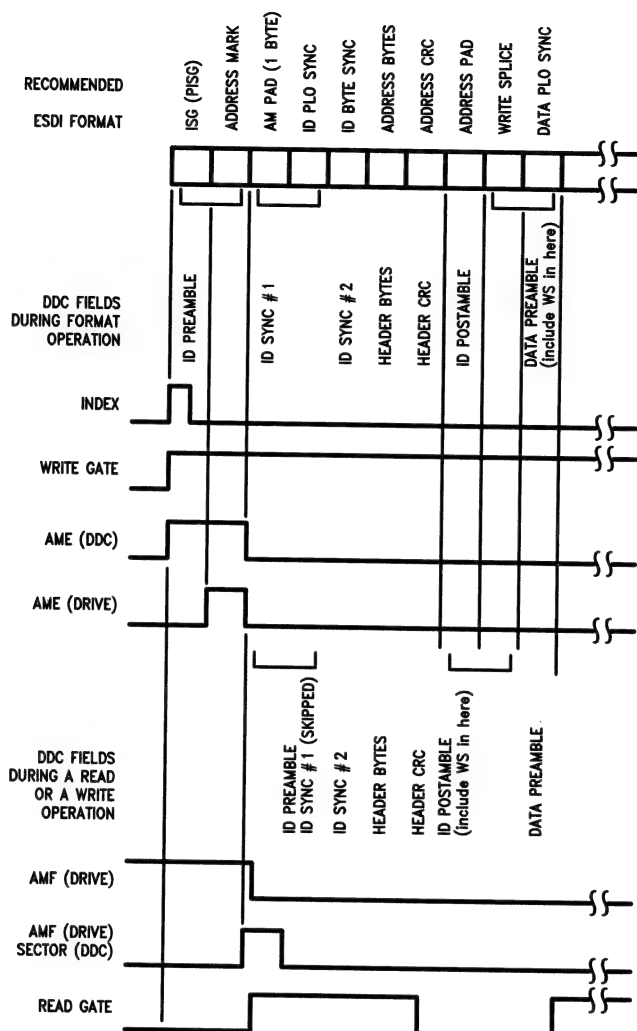 RECOMMENDED
ESDI FORMAT
ISG (PISG)
ADDRESS MARK
AM PAD (1 BYTE)
ID PLO SYNC
ID BYTE SYNC
ADDRESS BYTES
ADDRESS CRC
ADDRESS PAD
WRITE SPLICE
DATA PLO SYNC
DDC FIELDS
DURING FORMAT
OPERATION
ID PREAMBLE
ID SYNC #1
ID SYNC #2
HEADER BYTES
HEADER CRC
ID POSTAMBLE
DATA PREAMBLE
(include WS in here)
INDEX
WRITE GATE
AME (DDC)
AME (DRIVE)
DDC FIELDS
DURING A READ
OR A WRITE
OPERATION
ID PREAMBLE
ID SYNC #1 (SKIPPED)
ID SYNC #2
HEADER BYTES
HEADER CRC
ID POSTAMBLE
(include WS in here)
DATA PREAMBLE
AMF (DRIVE)
AMF (DRIVE)
SECTOR (DDC)
READ GATE